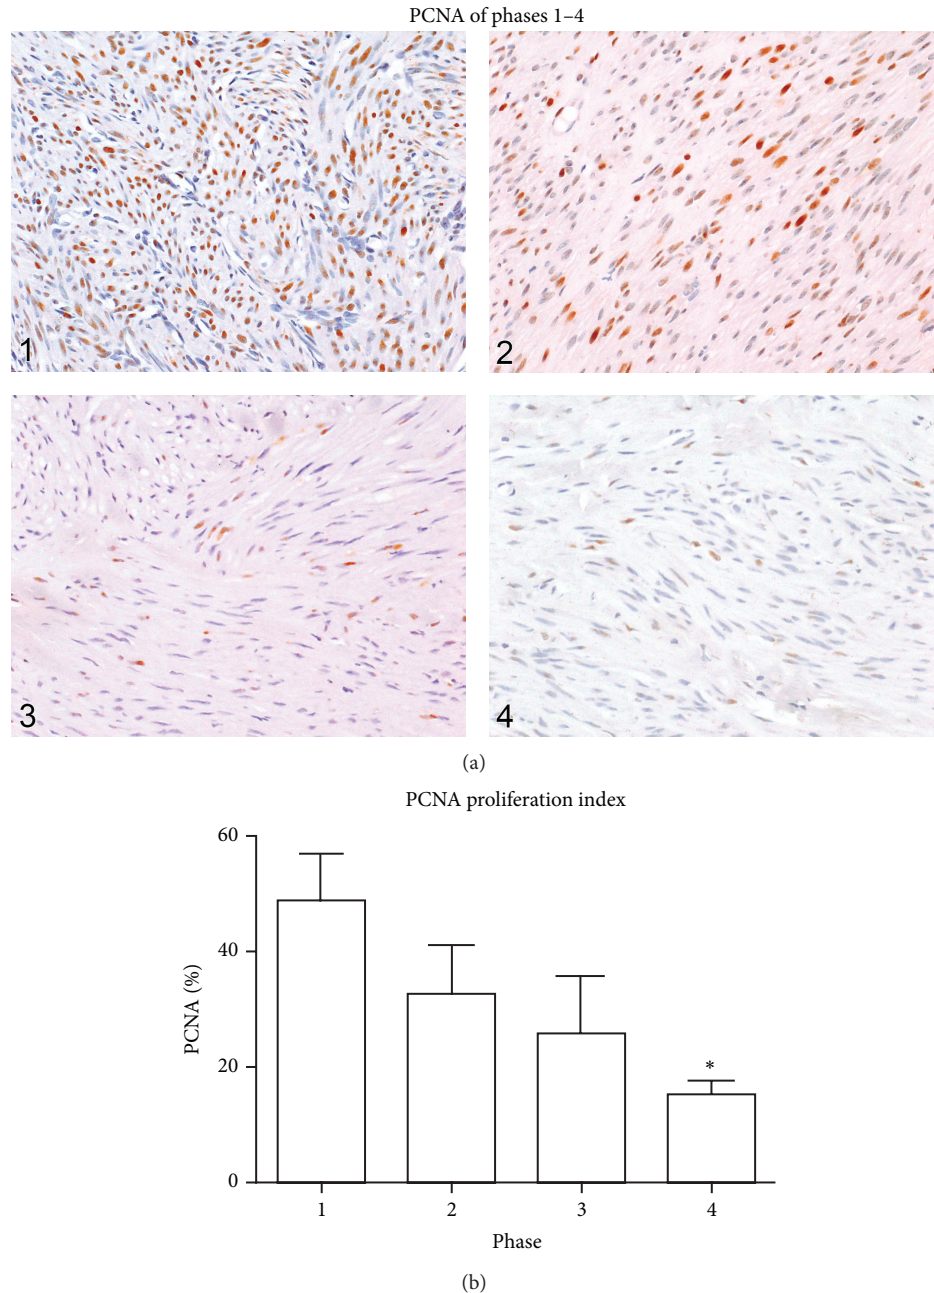 PCNA of phases 1–4
1
2
3
4
(a)
PCNA proliferation index
60
40
20
0
PCNA (%)
*
1 2 3 4
Phase
(b)